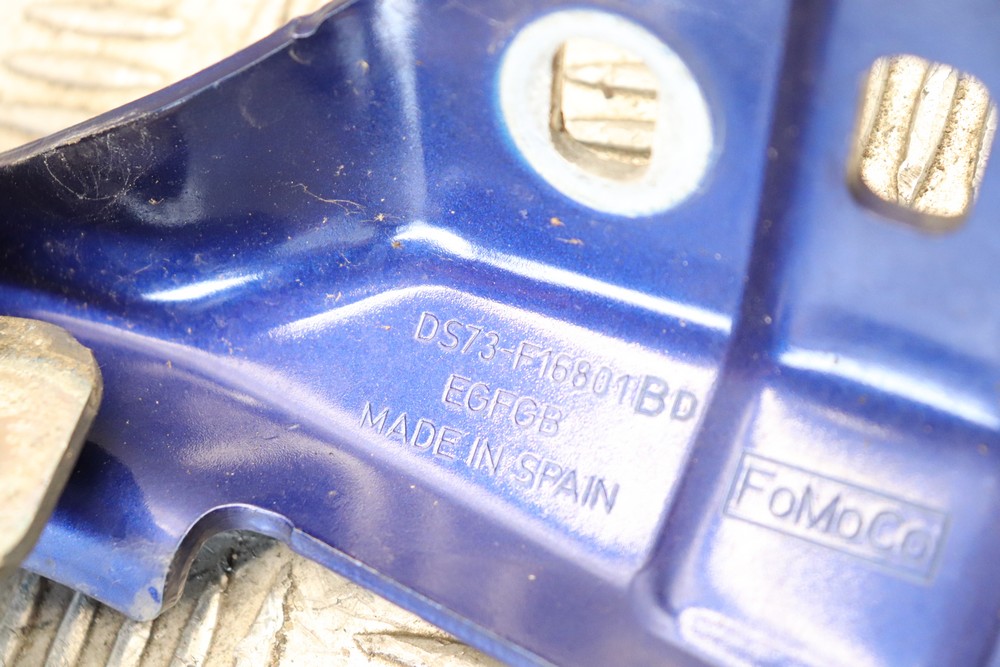 DS73-F16801BD
EGFGB
MADE IN SPAIN
FoMoCo